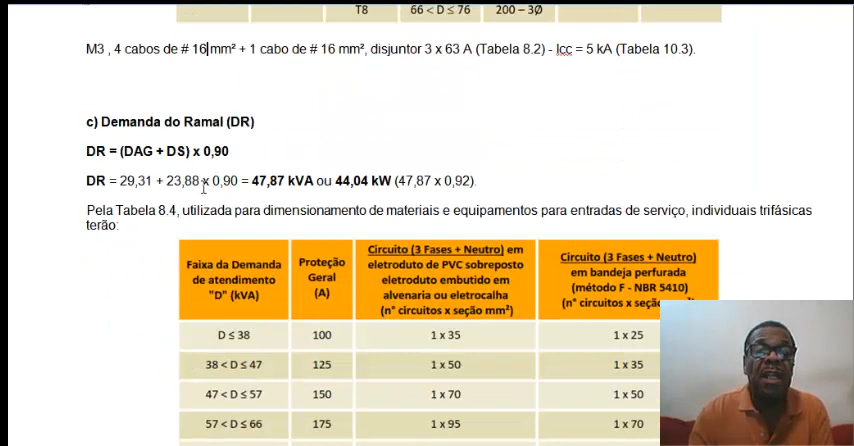 T8 66 < D ≤ 76 200 – 3Ø
M3 , 4 cabos de # 16 mm² + 1 cabo de # 16 mm², disjuntor 3 x 63 A (Tabela 8.2) - Icc = 5 kA (Tabela 10.3).
c) Demanda do Ramal (DR)
DR = (DAG + DS) x 0,90
DR = 29,31 + 23,88 x 0,90 = 47,87 kVA ou 44,04 kW (47,87 x 0,92)
Pela Tabela 8.4, utilizada para dimensionamento de materiais e equipamentos para entradas de serviço, individuais trifásicas
terão:
Faixa da Demanda
de atendimento
"D" (kVA)
Proteção
Geral
(A)
Circuito (3 Fases + Neutro) em
eletroduto de PVC sobreposto
eletroduto embutido em
alvenaria ou eletrocalha
(n° circuitos x seção mm²)
Circuito (3 Fases + Neutro)
em bandeja perfurada
(método F - NBR 5410)
(n° circuitos x seção
D ≤ 38 100 1 x 35 1 x 25
38 < D ≤ 47 125 1 x 50 1 x 35
47 < D ≤ 57 150 1 x 70 1 x 50
57 < D ≤ 66 175 1 x 95 1 x 70